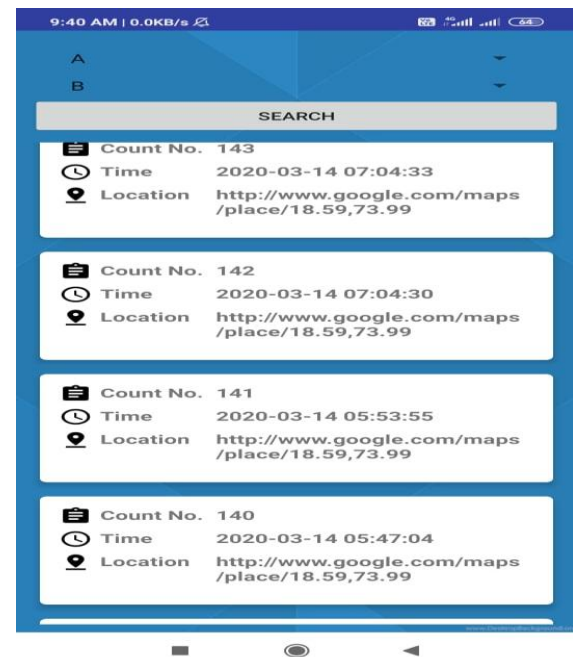 9:40 AM | 0.0KB/s
4G
64
A
B
SEARCH
Count No. 143
Time 2020-03-14 07:04:33
Location http://www.google.com/maps
/place/18.59,73.99
Count No. 142
Time 2020-03-14 07:04:30
Location http://www.google.com/maps
/place/18.59,73.99
Count No. 141
Time 2020-03-14 05:53:55
Location http://www.google.com/maps
/place/18.59,73.99
Count No. 140
Time 2020-03-14 05:47:04
Location http://www.google.com/maps
/place/18.59,73.99